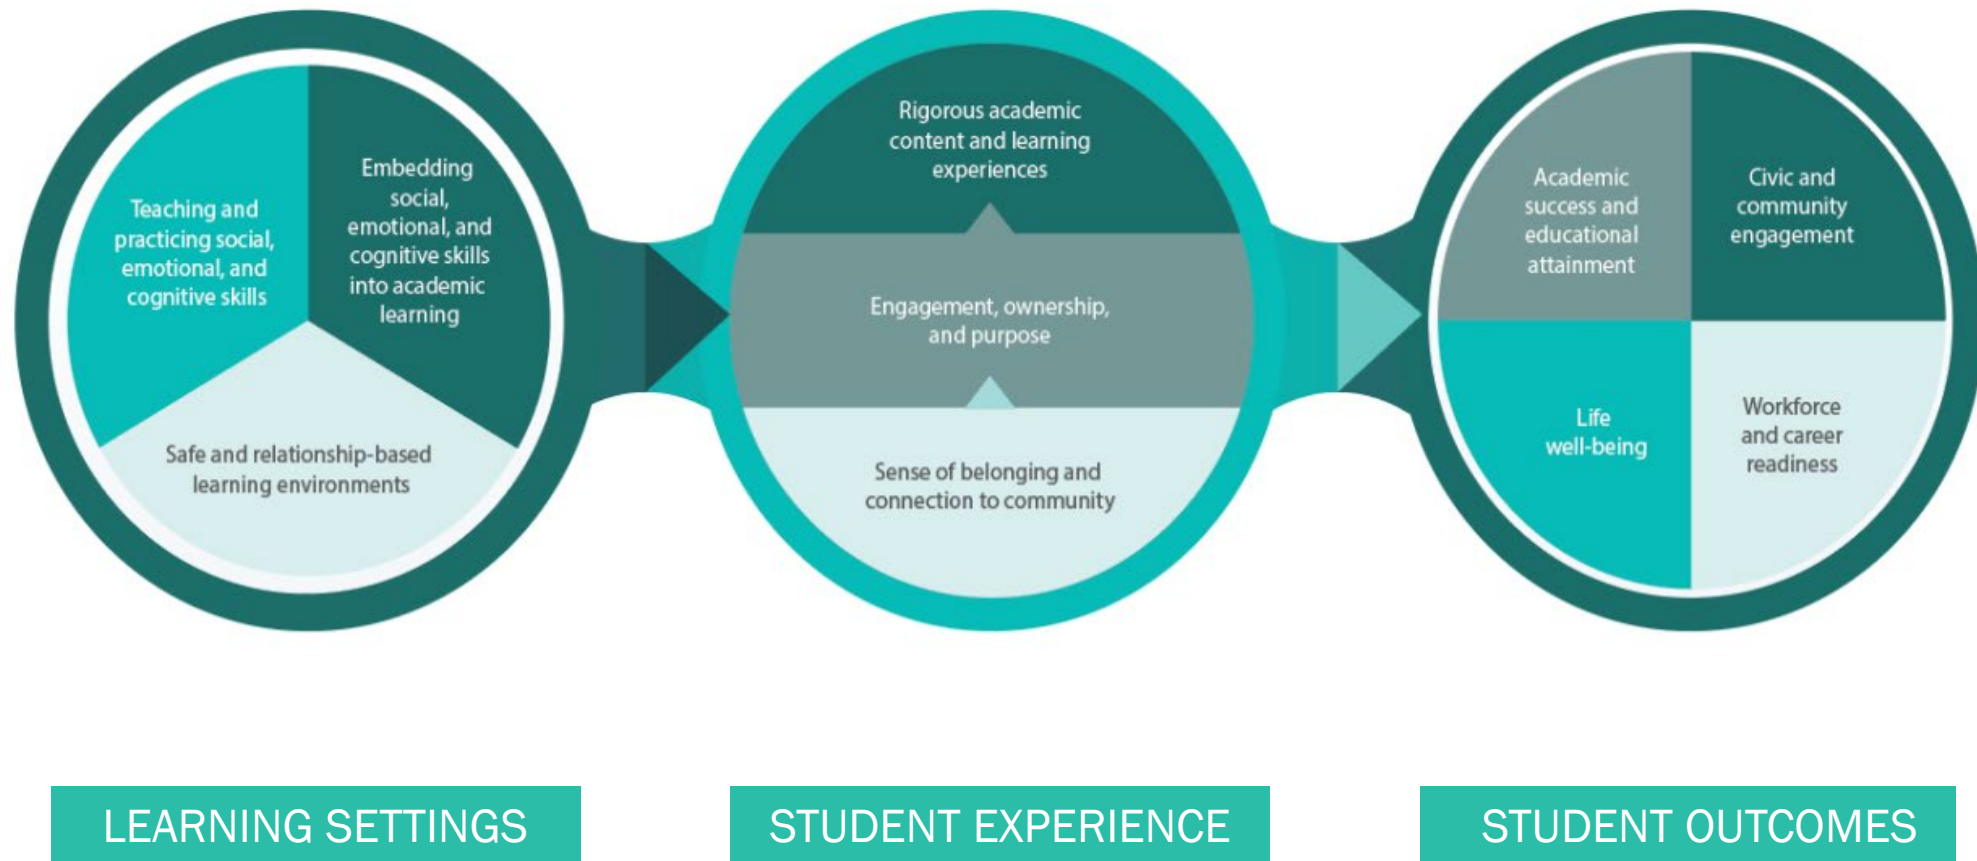 Teaching and
practicing social,
emotional, and
cognitive skills
Embedding
social,
emotional, and
cognitive skills
into academic
learning
Safe and relationship-based
learning environments
Rigorous academic
content and learning
experiences
Engagement, ownership,
and purpose
Sense of belonging and
connection to community
Academic
success and
educational
attainment
Civic and
community
engagement
Life
well-being
Workforce
and career
readiness
LEARNING SETTINGS
STUDENT EXPERIENCE
STUDENT OUTCOMES